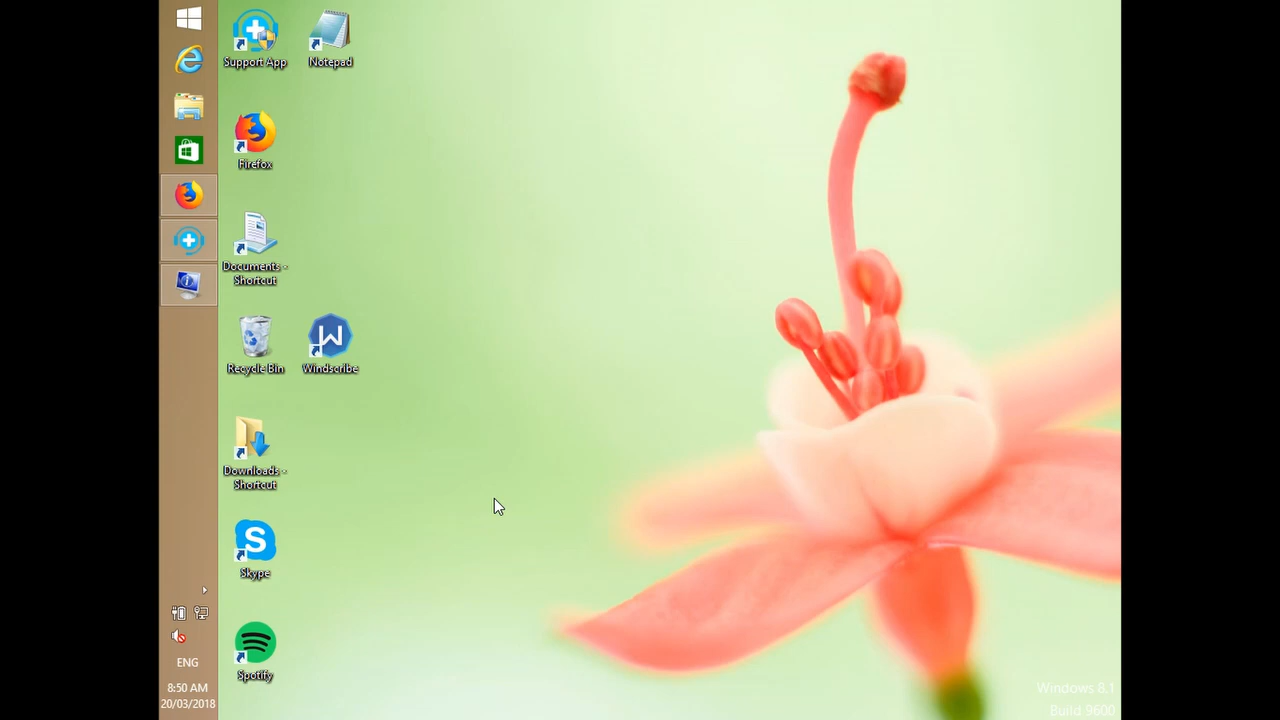 Support App
Notepad
Firefox
Documents -
Shortcut
Recycle Bin
Windscribe
Downloads -
Shortcut
Skype
Spotify
ENG
8:50 AM
20/03/2018
Windows 8.1
Build 9600